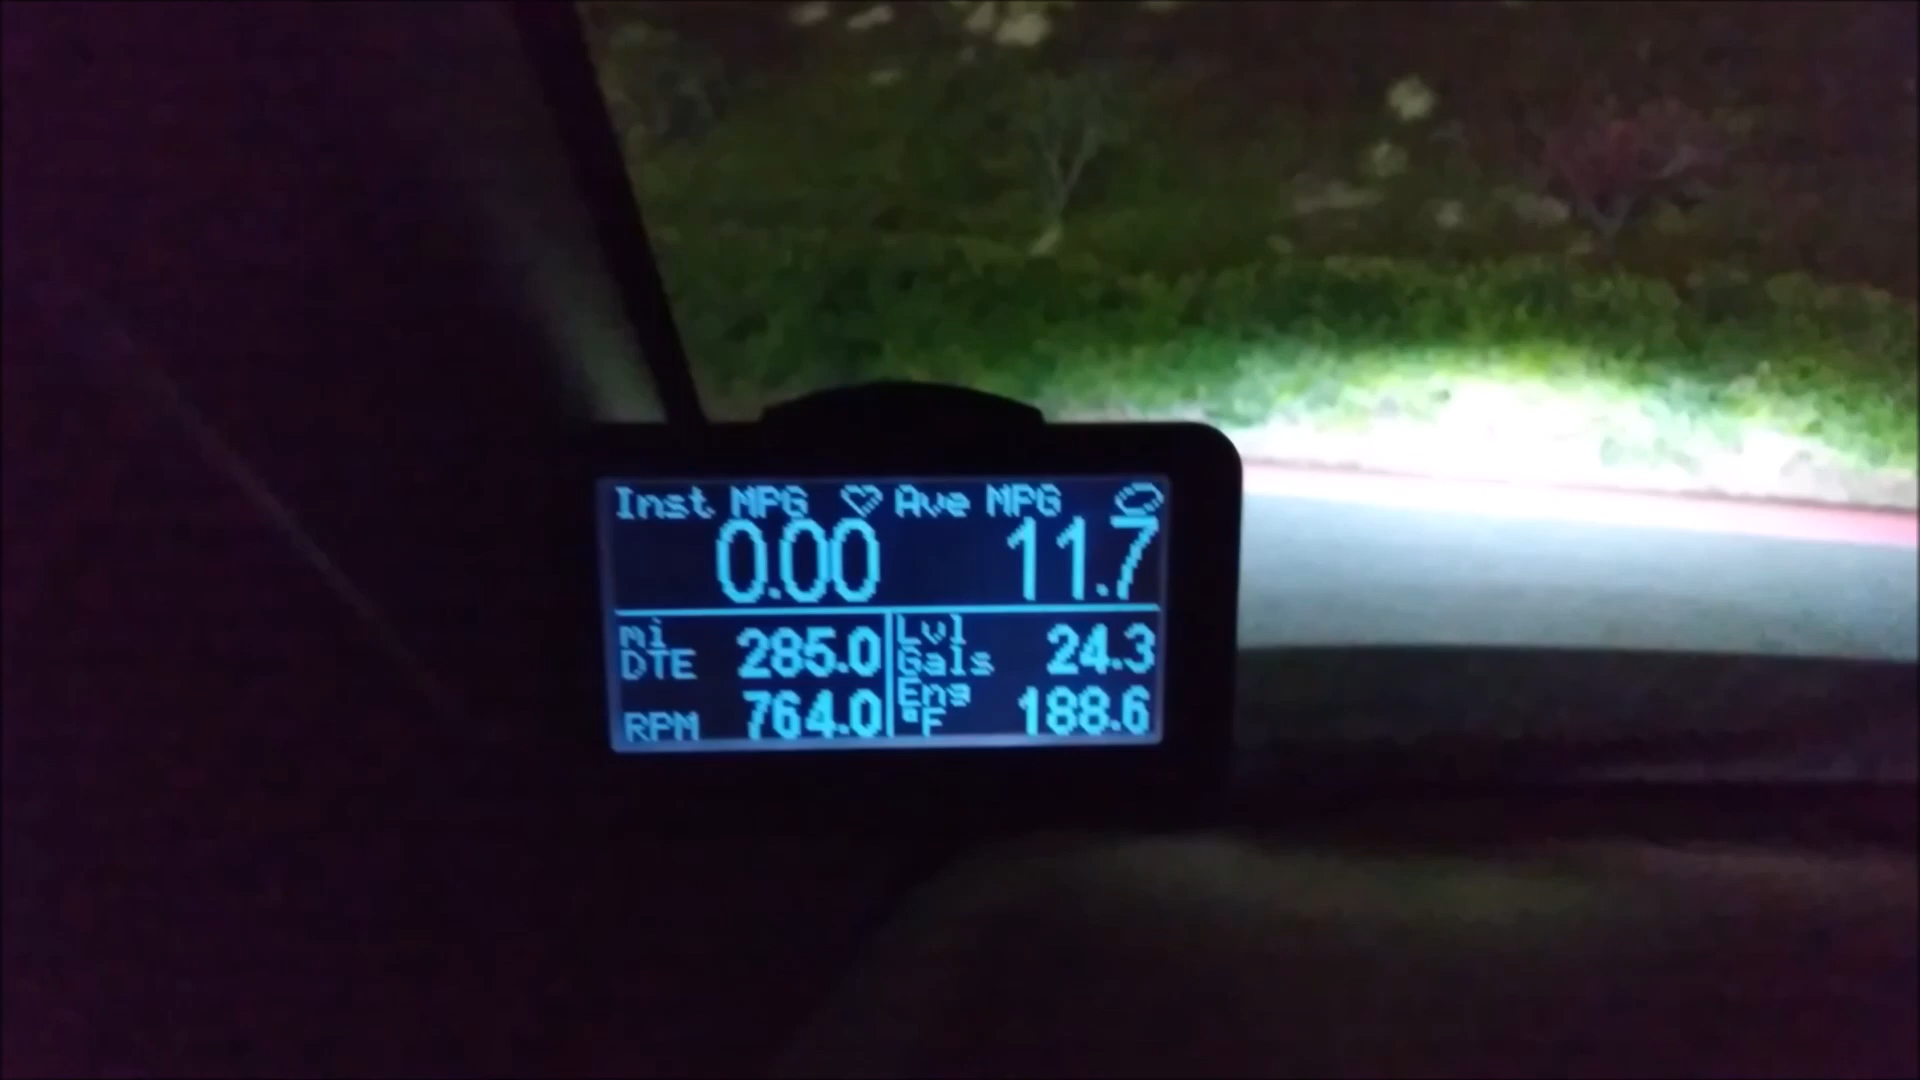 Inst MPG Ave MPG
0.00 11.7
mi DTE 285.0
Lvl Gals 24.3
RPM 764.0
Eng °F 188.6